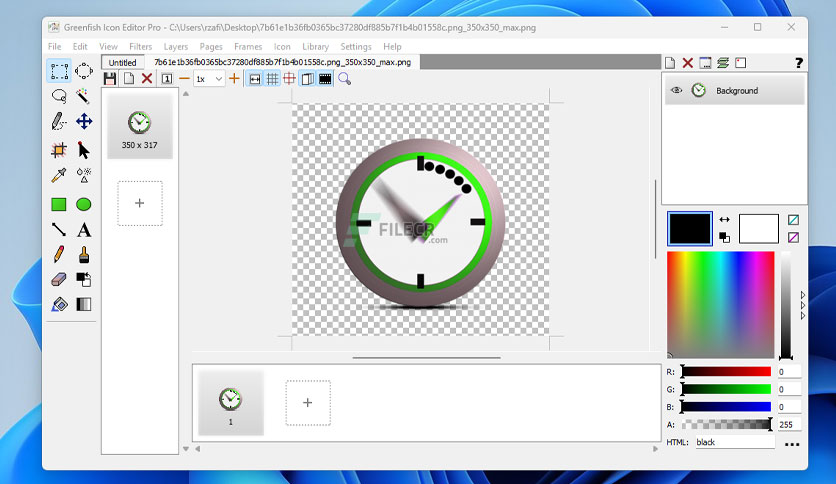 Greenfish Icon Editor Pro - C:\Users\rzafi\Desktop\7b61e1b36fb0365bc37280df885b7f1b4b01558c.png_350x350_max.png
File Edit View Filters Layers Pages Frames Icon Library Settings Help
Untitled 7b61e1b36fb0365bc37280df885b7f1b4b01558c.png_350x350_max.png
1 1x ?
350 x 317
Background
A
FILECR
.com
R: 0
G: 0
B: 0
A: 255
HTML: black
1